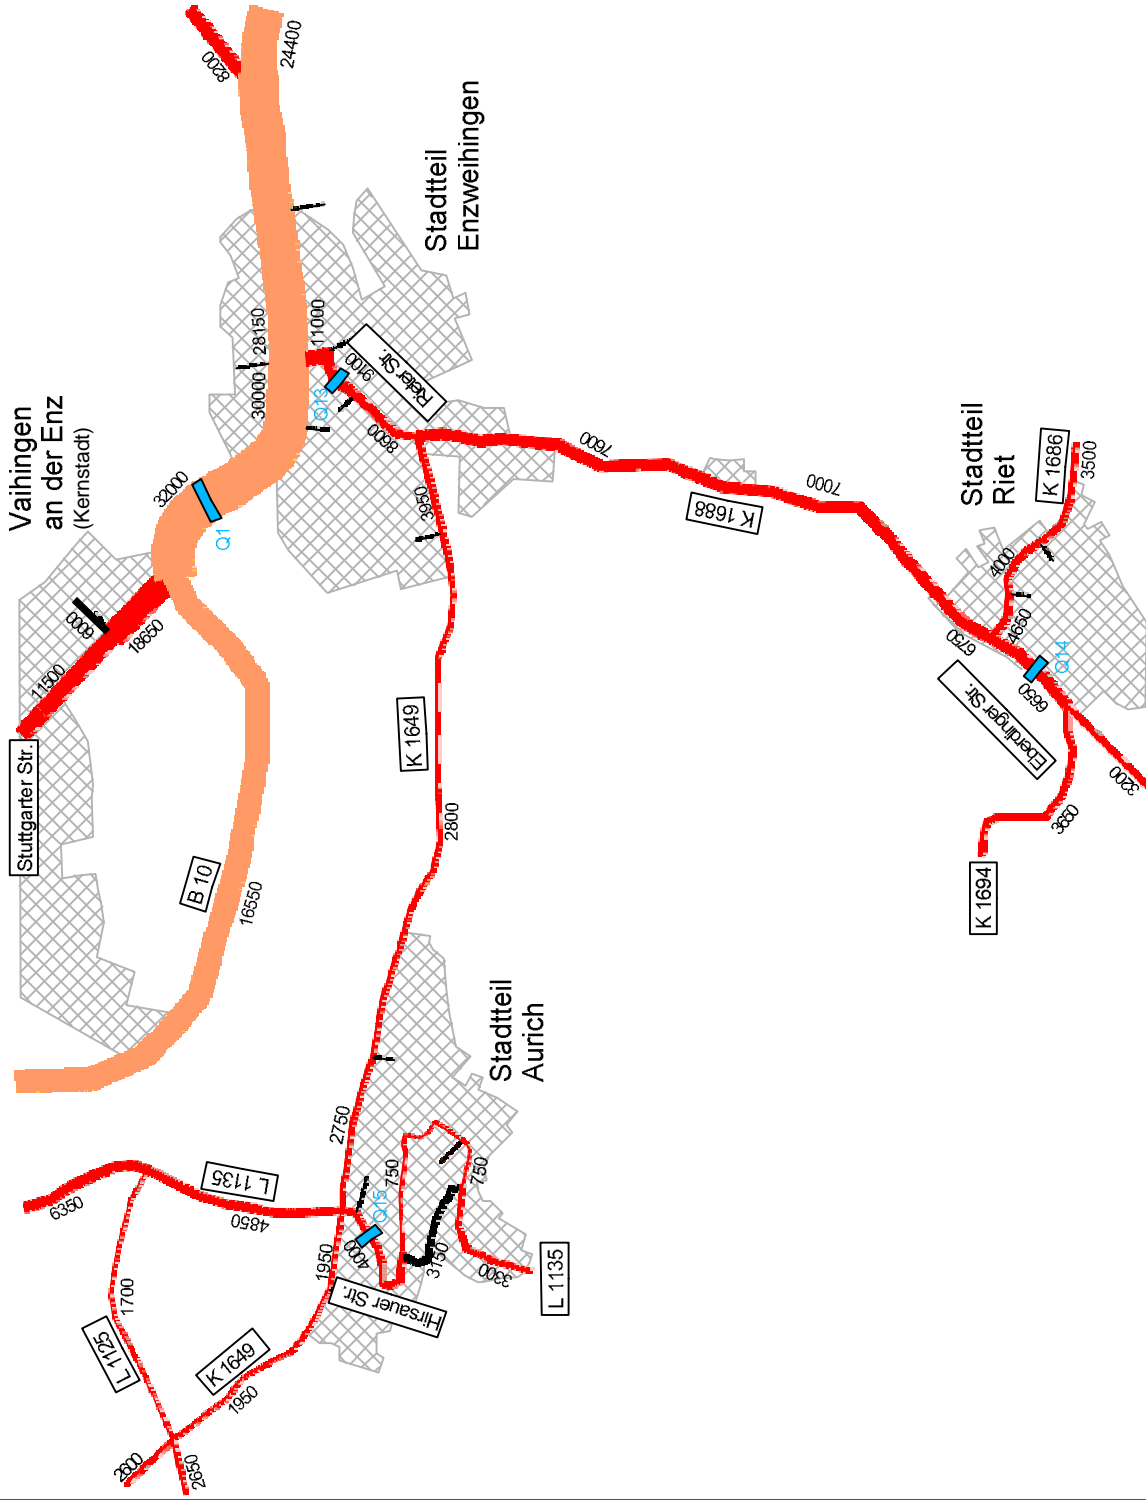 8200
24400
Stadtteil
Enzweihingen
Vaihingen
an der Enz
(Kernstadt)
28150
30000
11000
Rieter Str.
9100
Q13
8600
32000
Q1
6000
18650
11500
Stuttgarter Str.
B 10
16550
3950
7600
K 1688
7000
Stadtteil
Riet
K 1686
3500
4000
4650
6750
Q14
6650
Eberdinger Str.
3200
3650
K 1694
K 1649
2800
Stadtteil
Aurich
2750
L 1135
6350
4850
Q15
4000
750
750
3150
3300
L 1135
1950
Hirsauer Str.
1700
L 1125
K 1649
1950
2600
2650